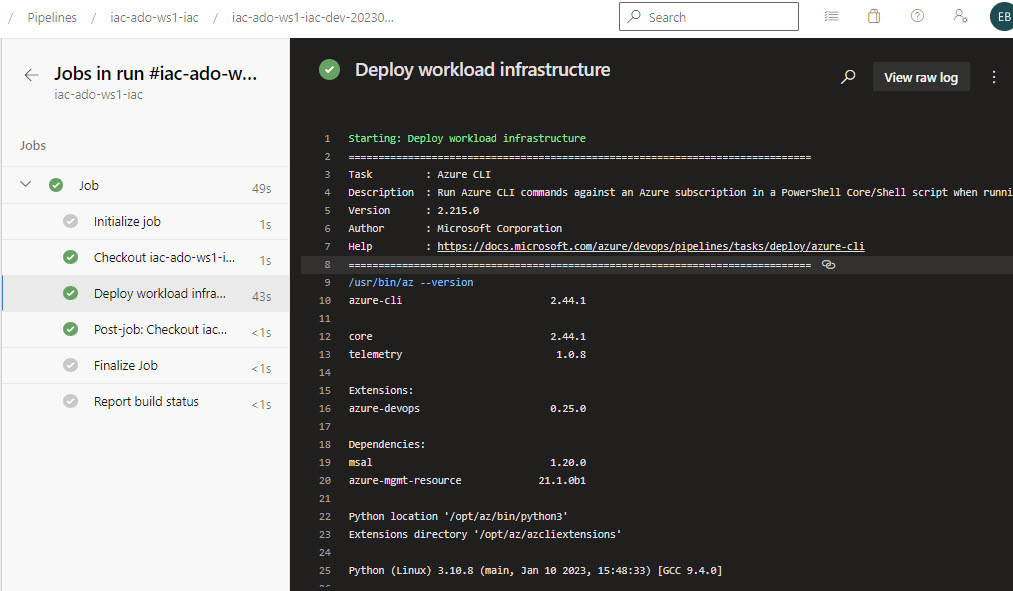 / Pipelines / iac-ado-ws1-iac / iac-ado-ws1-iac-dev-20230...
Search
EB
Jobs in run #iac-ado-w...
iac-ado-ws1-iac
Jobs
Job 49s
Initialize job 1s
Checkout iac-ado-ws1-i... 1s
Deploy workload infra... 43s
Post-job: Checkout iac... <1s
Finalize Job <1s
Report build status <1s
Deploy workload infrastructure
View raw log
1 Starting: Deploy workload infrastructure
2 ==============================================================================
3 Task : Azure CLI
4 Description : Run Azure CLI commands against an Azure subscription in a PowerShell Core/Shell script when runni
5 Version : 2.215.0
6 Author : Microsoft Corporation
7 Help : https://docs.microsoft.com/azure/devops/pipelines/tasks/deploy/azure-cli
8 ==============================================================================
9 /usr/bin/az --version
10 azure-cli 2.44.1
11
12 core 2.44.1
13 telemetry 1.0.8
14
15 Extensions:
16 azure-devops 0.25.0
17
18 Dependencies:
19 msal 1.20.0
20 azure-mgmt-resource 21.1.0b1
21
22 Python location '/opt/az/bin/python3'
23 Extensions directory '/opt/az/azcliextensions'
24
25 Python (Linux) 3.10.8 (main, Jan 10 2023, 15:48:33) [GCC 9.4.0]